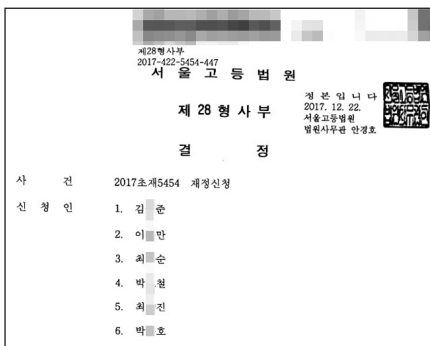 제28형사부
2017-422-5454-447
서울고등법원
정본입니다
2017. 12. 22.
서울고등법원
법원사무관 안경호
제 28 형사부
결 정
사 건 2017초재5454 재정신청
신 청 인 1. 김 준
2. 이 만
3. 최 순
4. 박 철
5. 최 진
6. 박 호